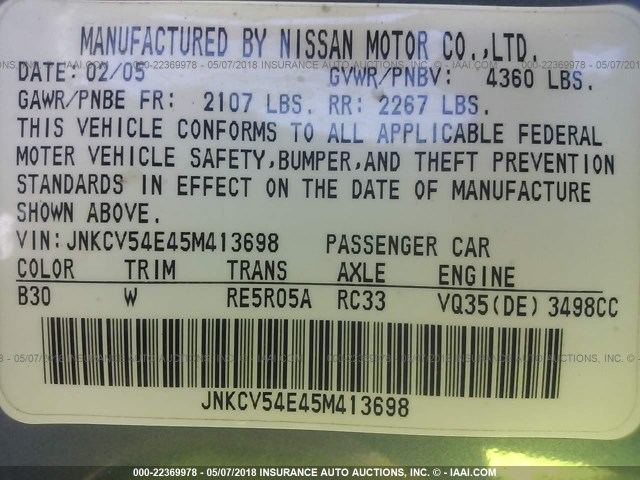 MANUFACTURED BY NISSAN MOTOR CO.,LTD.
DATE: 02/05 GVWR/PNBV: 4360 LBS.
GAWR/PNBE FR: 2107 LBS. RR: 2267 LBS.
THIS VEHICLE CONFORMS TO ALL APPLICABLE FEDERAL
MOTER VEHICLE SAFETY,BUMPER,AND THEFT PREVENTION
STANDARDS IN EFFECT ON THE DATE OF MANUFACTURE
SHOWN ABOVE.
VIN:JNKCV54E45M413698 PASSENGER CAR
COLOR TRIM TRANS AXLE ENGINE
B30 W RE5R05A RC33 VQ35(DE) 3498CC
JNKCV54E45M413698
000-22369978 - 05/07/2018 INSURANCE AUTO AUCTIONS, INC. - © IAAI.COM